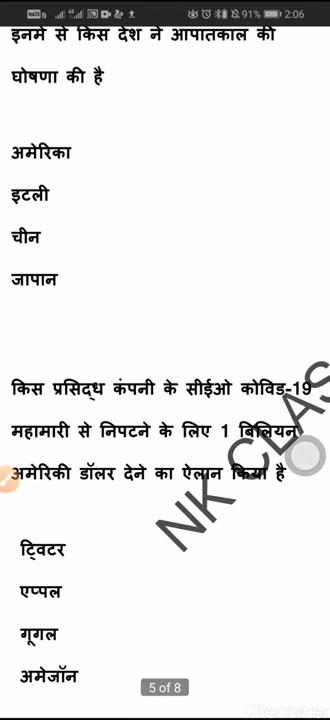 91% 2:06
इनमे से किस देश ने आपातकाल की
घोषणा की है
अमेरिका
इटली
चीन
जापान
किस प्रसिद्ध कंपनी के सीईओ कोविड-19
महामारी से निपटने के लिए 1 बिलियन
अमेरिकी डॉलर देने का ऐलान किया है
NK CLAS
ट्विटर
एप्पल
गूगल
अमेजॉन
5 of 8